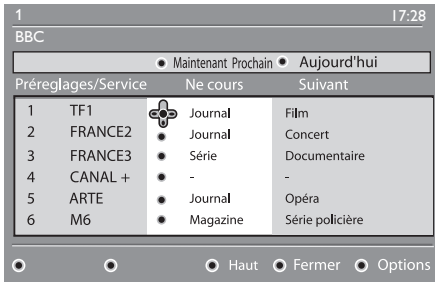 1 17:28
BBC
Maintenant Prochain Aujourd'hui
Préreglages/Service Ne cours Suivant
1 TF1 Journal Film
2 FRANCE2 Journal Concert
3 FRANCE3 Série Documentaire
4 CANAL + - -
5 ARTE Journal Opéra
6 M6 Magazine Série policière
Haut Fermer Options